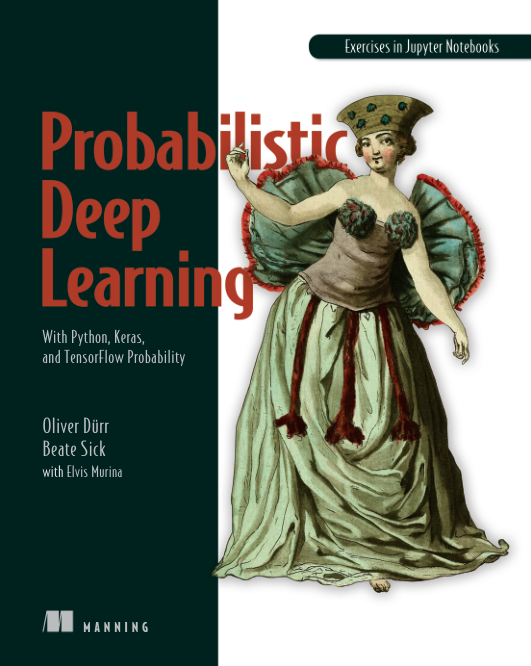 Exercises in Jupyter Notebooks
Probabilistic
Deep
Learning
With Python, Keras,
and TensorFlow Probability
Oliver Dürr
Beate Sick
with Elvis Murina
MANNING